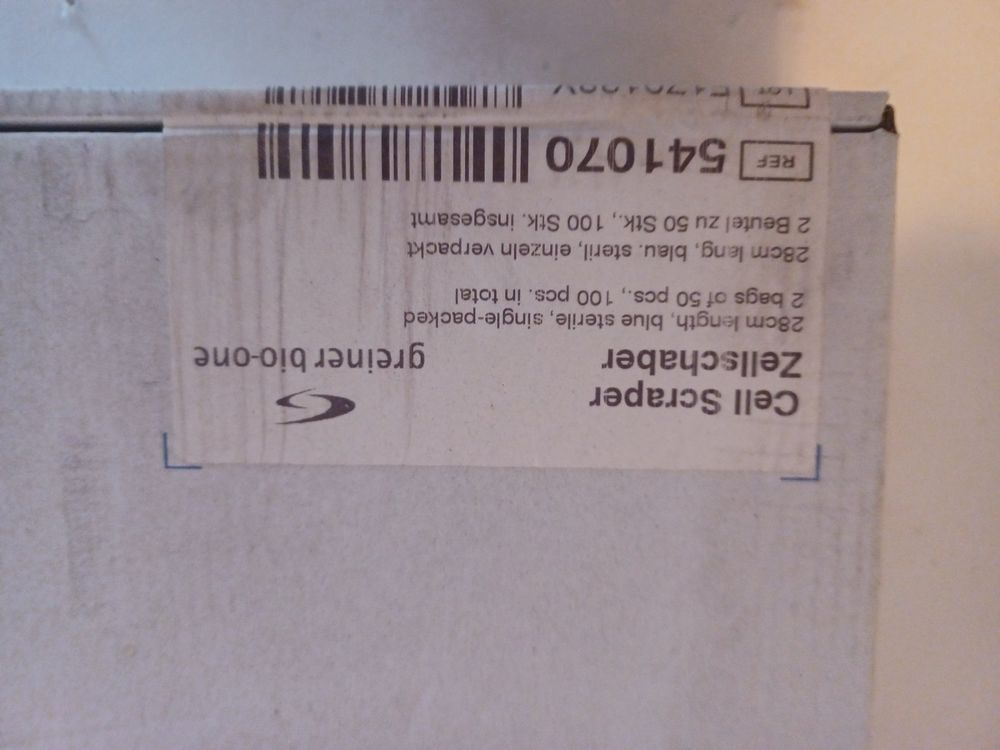 Cell Scraper
Zellschaber
greiner bio-one
28cm length, blue sterile, single-packed
2 bags of 50 pcs., 100 pcs. in total
28cm lang, blau. steril, einzeln verpackt
2 Beutel zu 50 Stk., 100 Stk. insgesamt
REF 541070
LOT